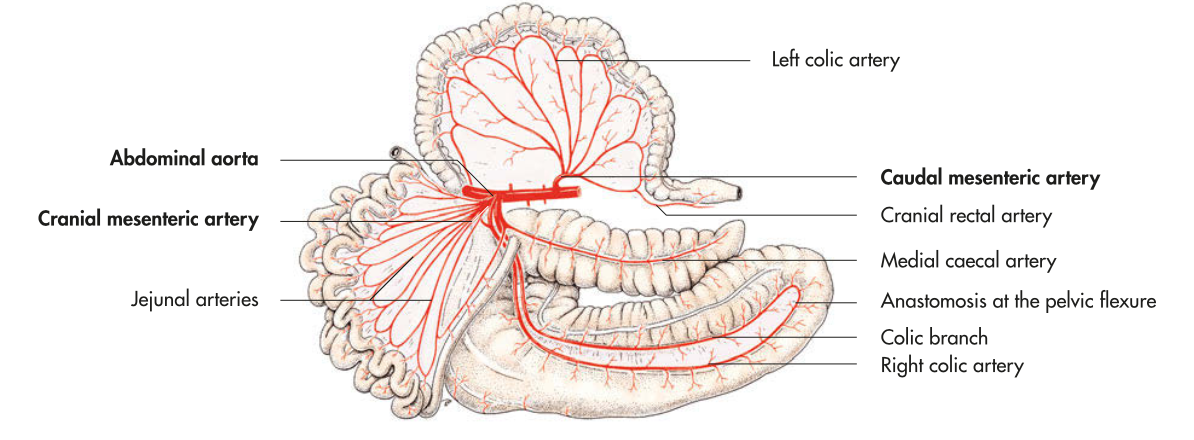 Left colic artery
Abdominal aorta
Caudal mesenteric artery
Cranial mesenteric artery
Cranial rectal artery
Medial caecal artery
Jejunal arteries
Anastomosis at the pelvic flexure
Colic branch
Right colic artery